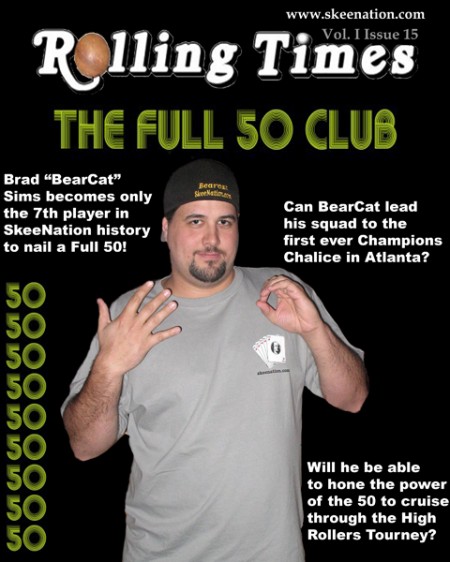 www.skeenation.com
Vol. I Issue 15
Rolling Times
THE FULL 50 CLUB
Brad “BearCat”
Sims becomes only
the 7th player in
SkeeNation history
to nail a Full 50!
Bearcat
SkeeNation.com
Can BearCat lead
his squad to the
first ever Champions
Chalice in Atlanta?
50
50
50
50
50
50
50
50
50
skeenation.com
Will he be able
to hone the power
of the 50 to cruise
through the High
Rollers Tourney?